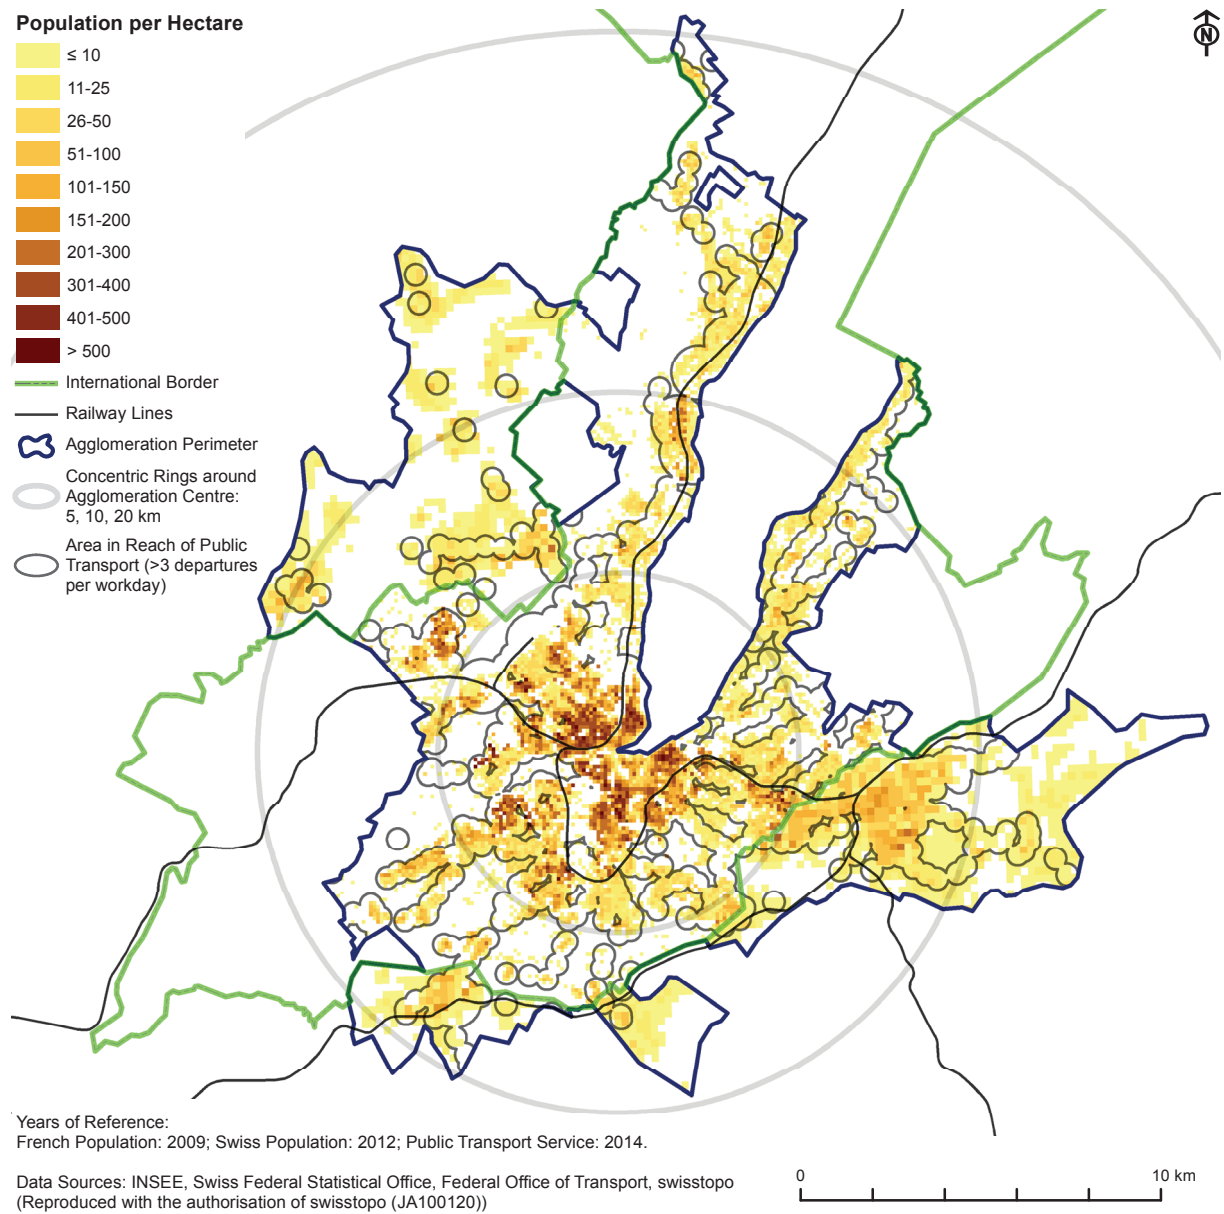 Population per Hectare
≤ 10
11-25
26-50
51-100
101-150
151-200
201-300
301-400
401-500
> 500
International Border
Railway Lines
Agglomeration Perimeter
Concentric Rings around
Agglomeration Centre:
5, 10, 20 km
Area in Reach of Public
Transport (>3 departures
per workday)
N
Years of Reference:
French Population: 2009; Swiss Population: 2012; Public Transport Service: 2014.
Data Sources: INSEE, Swiss Federal Statistical Office, Federal Office of Transport, swisstopo
(Reproduced with the authorisation of swisstopo (JA100120))
0 10 km